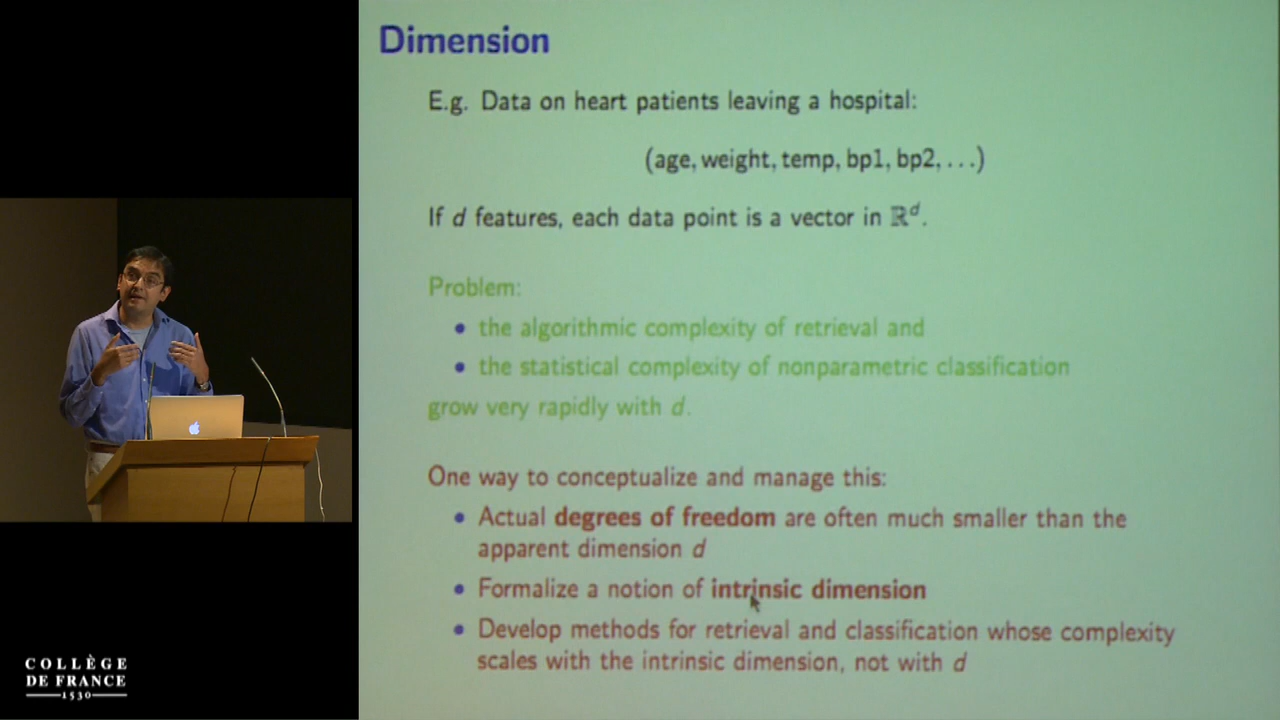 Dimension
E.g. Data on heart patients leaving a hospital:
(age, weight, temp, bp1, bp2, . . .)
If d features, each data point is a vector in ℝᵈ.
Problem:
• the algorithmic complexity of retrieval and
• the statistical complexity of nonparametric classification
grow very rapidly with d.
One way to conceptualize and manage this:
• Actual degrees of freedom are often much smaller than the
apparent dimension d
• Formalize a notion of intrinsic dimension
• Develop methods for retrieval and classification whose complexity
scales with the intrinsic dimension, not with d
COLLÈGE
DE FRANCE
1530